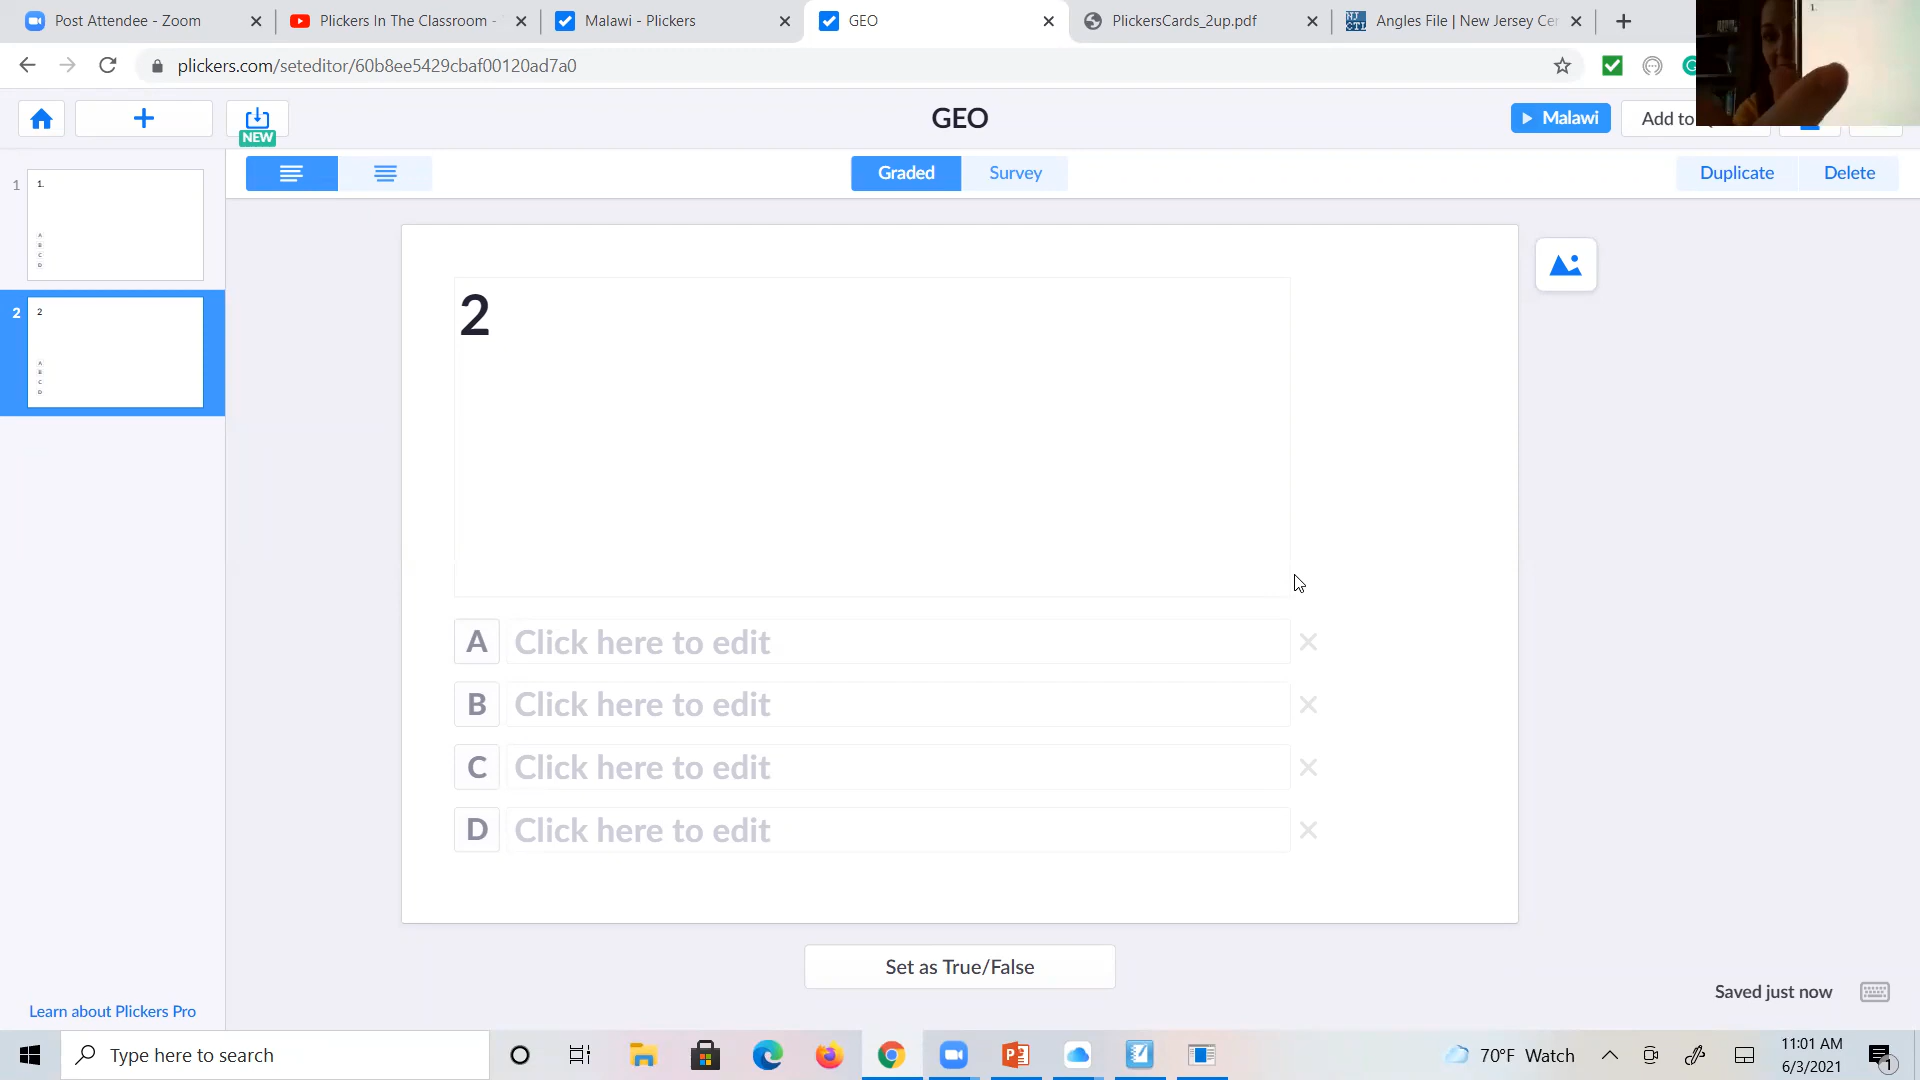 Post Attendee - Zoom
Plickers In The Classroom -
Malawi - Plickers
GEO
PlickersCards_2up.pdf
Angles File | New Jersey Cen
plickers.com/seteditor/60b8ee5429cbaf00120ad7a0
NEW
GEO
Malawi
Add to
Graded
Survey
Duplicate
Delete
1
1.
A
B
C
D
2
2
A
B
C
D
2
A Click here to edit
B Click here to edit
C Click here to edit
D Click here to edit
Set as True/False
Saved just now
Learn about Plickers Pro
Type here to search
70°F Watch
11:01 AM
6/3/2021
1